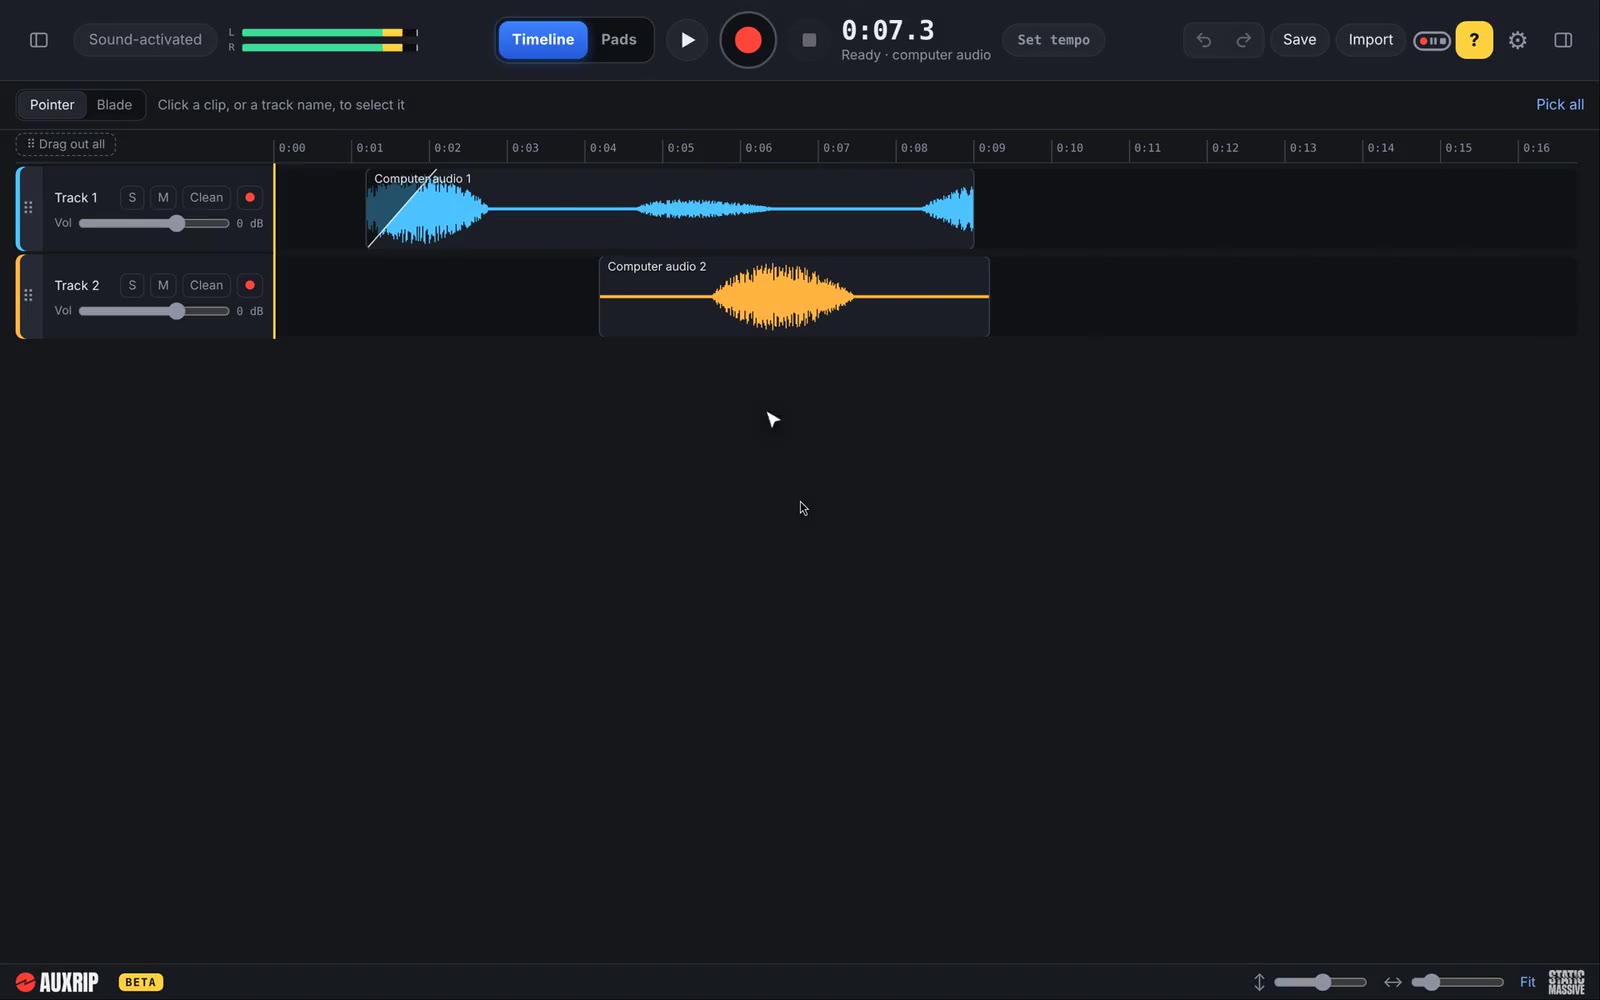 Sound-activated
L
R
Timeline
Pads
0:07.3
Ready · computer audio
Set tempo
Save
Import
?
Pointer
Blade
Click a clip, or a track name, to select it
Pick all
Drag out all
0:00 0:01 0:02 0:03 0:04 0:05 0:06 0:07 0:08 0:09 0:10 0:11 0:12 0:13 0:14 0:15 0:16
Track 1 S M Clean
Vol 0 dB
Computer audio 1
Track 2 S M Clean
Vol 0 dB
Computer audio 2
AUXRIP BETA
Fit
STATIC
MASSIVE